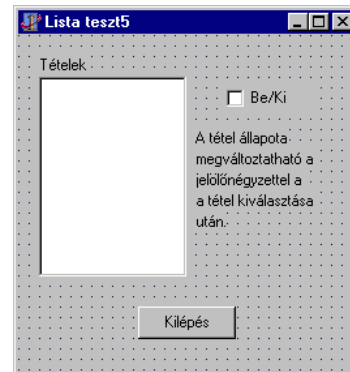 Lista teszt5
Tételek
Be/Ki
A tétel állapota
megváltoztatható a
jelölőnégyzettel a
a tétel kiválasztása
után.
Kilépés